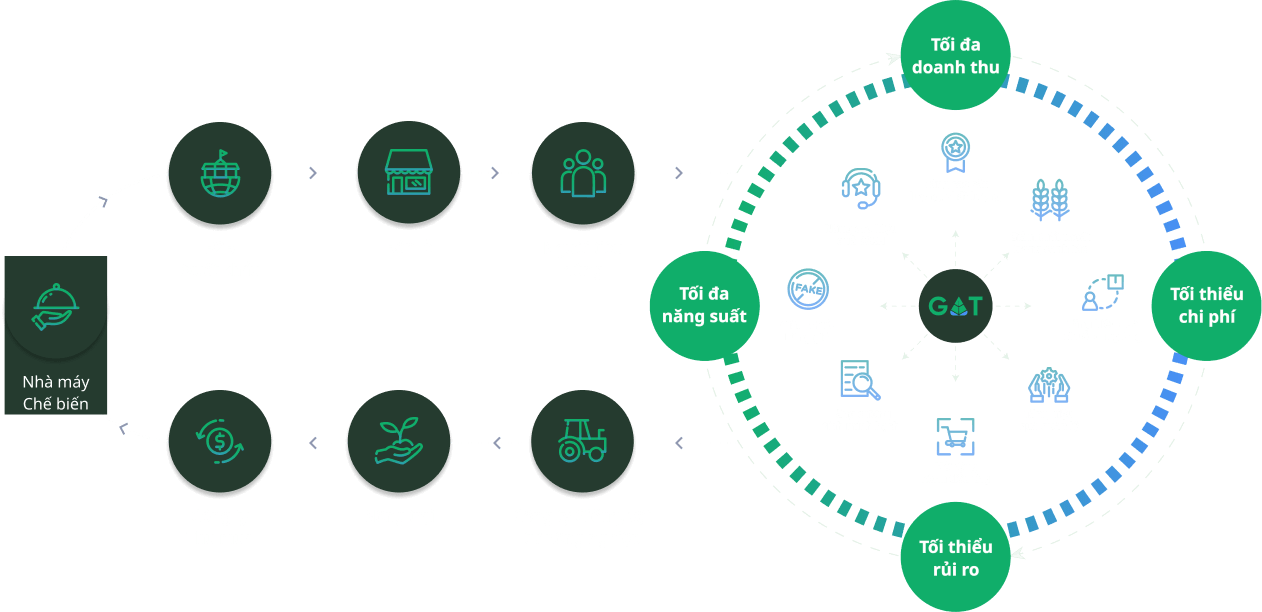 Tối đa
doanh thu
Tối đa
năng suất
FAKE
GAT
Tối thiểu
chi phí
Nhà máy
Chế biến
Tối thiểu
rủi ro